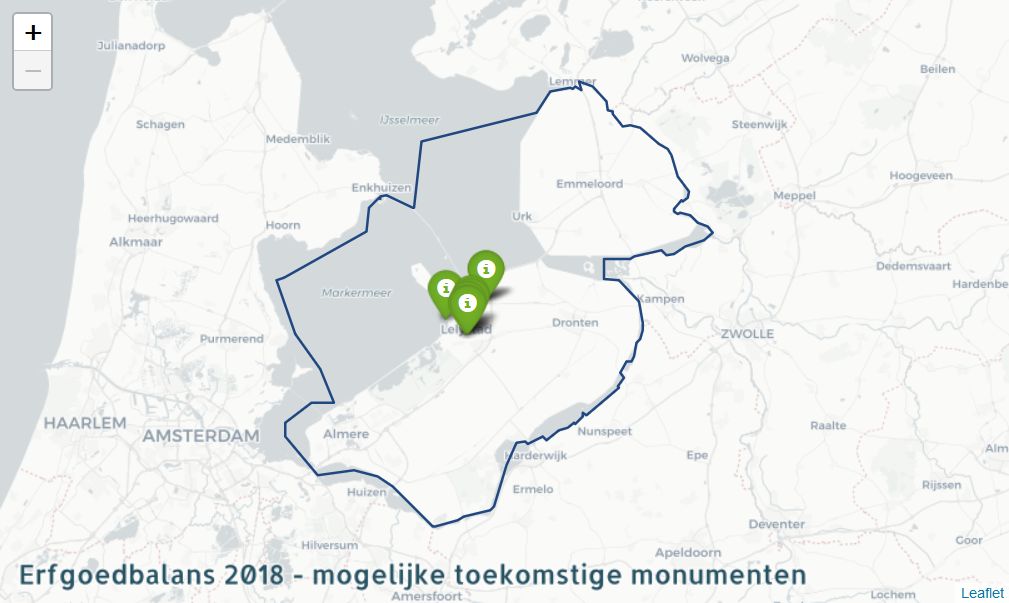 +
−
Julianadorp
Lemmer
Wolvega
Beilen
Schagen
IJsselmeer
Steenwijk
Medemblik
Hoogeveen
Enkhuizen
Emmeloord
Meppel
Heerhugowaard
Hoorn
Urk
Alkmaar
Dedemsvaart
Markermeer
Hardenbe
Kampen
Dronten
ZWOLLE
Purmerend
HAARLEM
AMSTERDAM
Almere
Nunspeet
Raalte
Harderwijk
Epe
Alm
Huizen
Ermelo
Rijssen
Deventer
Goor
Hilversum
Apeldoorn
Erfgoedbalans 2018 - mogelijke toekomstige monumenten
Amersfoort
Lochem
Leaflet